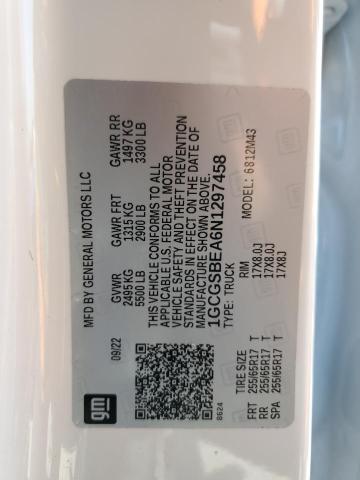 MFD BY GENERAL MOTORS LLC
09/22
GVWR GAWR FRT GAWR RR
2495 KG 1315 KG 1497 KG
5500 LB 2900 LB 3300 LB
THIS VEHICLE CONFORMS TO ALL
APPLICABLE U.S. FEDERAL MOTOR
VEHICLE SAFETY, AND THEFT PREVENTION
STANDARDS IN EFFECT ON THE DATE OF
MANUFACTURE SHOWN ABOVE.
1GCGSBEA6N1297458
TYPE: TRUCK MODEL: 6812M43
8624
TIRE SIZE RIM
FRT 255/65R17 T 17X8.0J
RR 255/65R17 T 17X8.0J
SPA 255/65R17 T 17X8J
gm